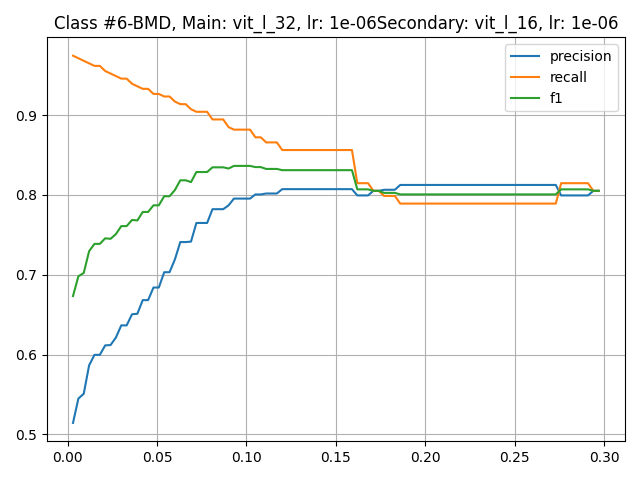 Class #6-BMD, Main: vit_l_32, lr: 1e-06Secondary: vit_l_16, lr: 1e-06
precision
recall
f1
0.9
0.8
0.7
0.6
0.5
0.00 0.05 0.10 0.15 0.20 0.25 0.30